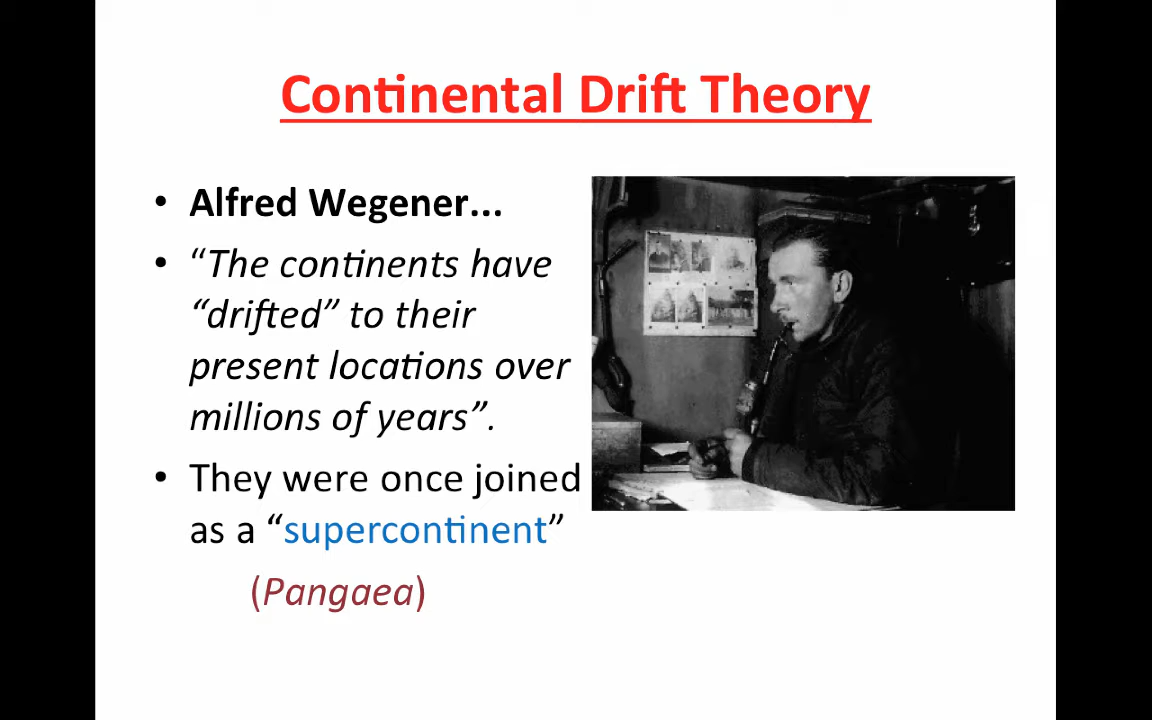 Continental Drift Theory
• Alfred Wegener...
• “The continents have
“drifted” to their
present locations over
millions of years”.
• They were once joined
as a “supercontinent”
(Pangaea)